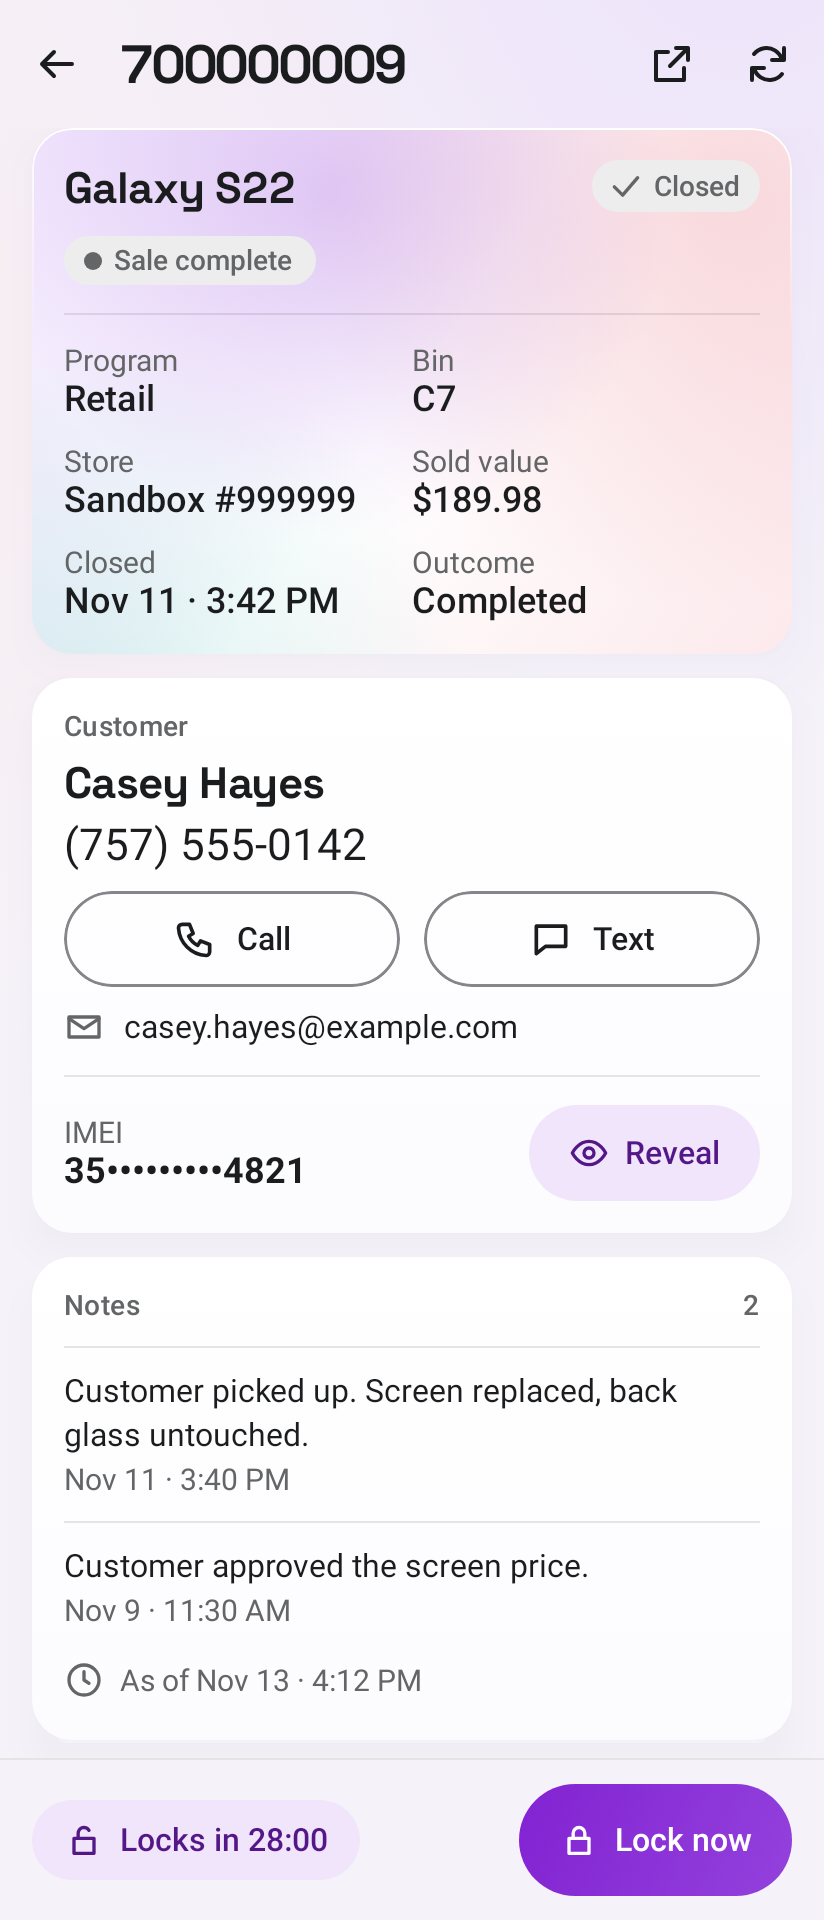 700000009
Galaxy S22
Closed
Sale complete
Program
Retail
Bin
C7
Store
Sandbox #999999
Sold value
$189.98
Closed
Nov 11 · 3:42 PM
Outcome
Completed
Customer
Casey Hayes
(757) 555-0142
Call
Text
casey.hayes@example.com
IMEI
35•••••••••4821
Reveal
Notes
2
Customer picked up. Screen replaced, back
glass untouched.
Nov 11 · 3:40 PM
Customer approved the screen price.
Nov 9 · 11:30 AM
As of Nov 13 · 4:12 PM
Locks in 28:00
Lock now